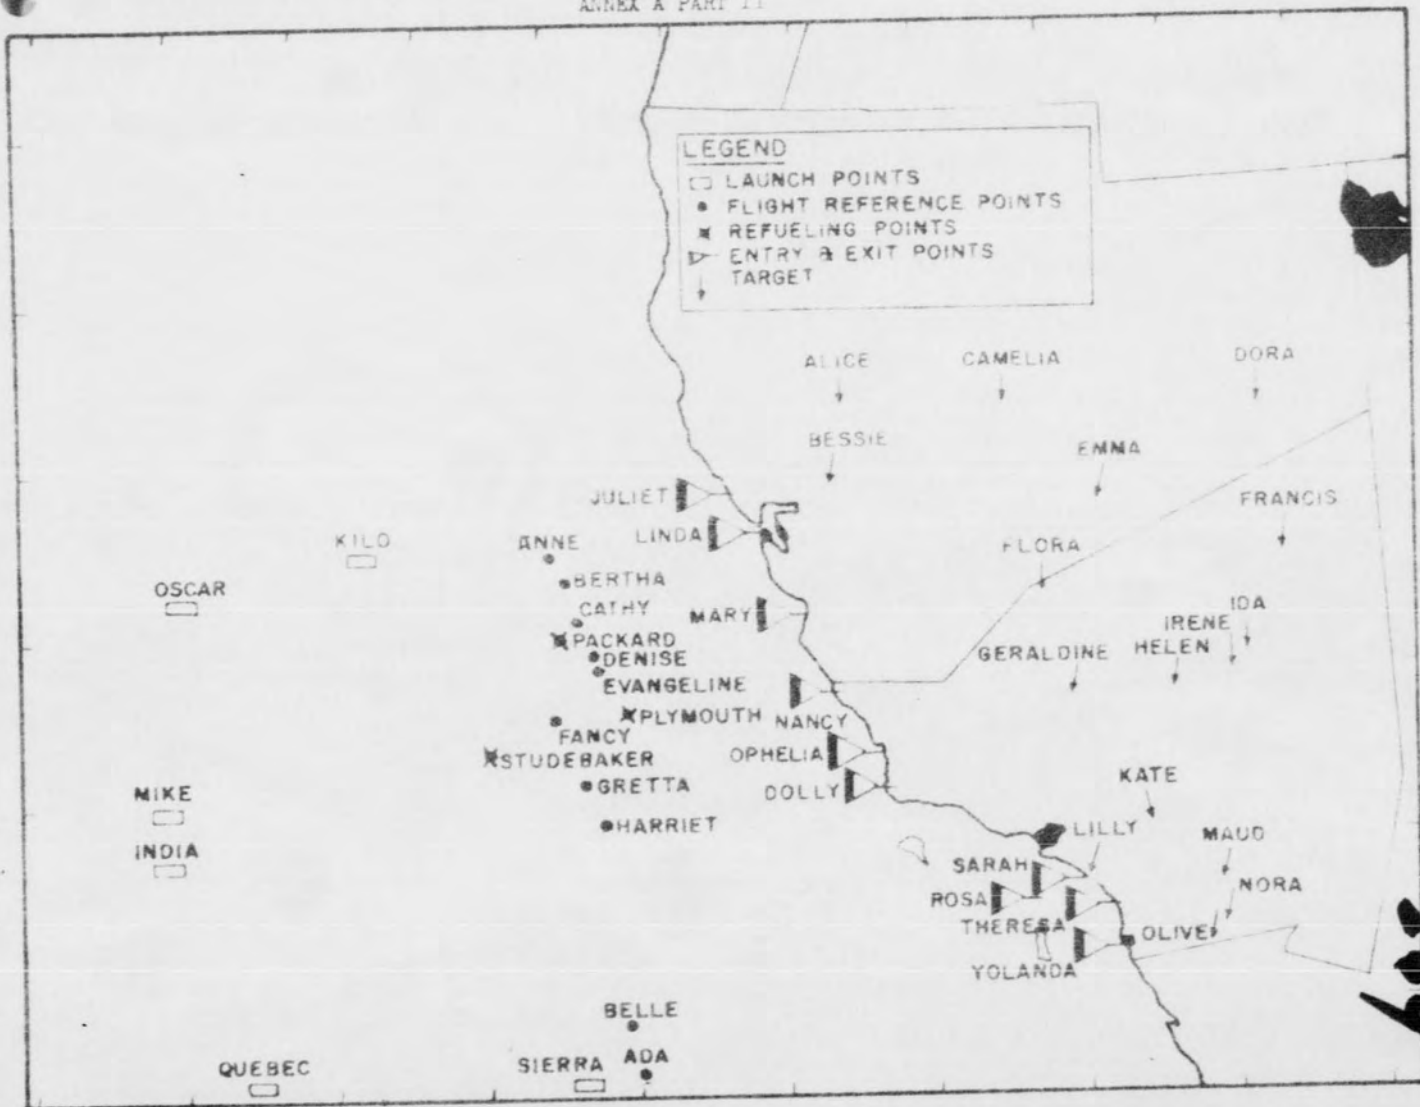 ANNEX A PART II
LEGEND
LAUNCH POINTS
FLIGHT REFERENCE POINTS
REFUELING POINTS
ENTRY & EXIT POINTS
TARGET
ALICE
CAMELIA
DORA
BESSIE
EMMA
JULIET
FRANCIS
LINDA
KILO
ANNE
FLORA
BERTHA
OSCAR
CATHY
MARY
IDA
IRENE
PACKARD
HELEN
GERALDINE
DENISE
EVANGELINE
PLYMOUTH
NANCY
FANCY
OPHELIA
STUDEBAKER
KATE
GRETTA
DOLLY
MIKE
HARRIET
LILLY
MAUD
INDIA
SARAH
NORA
ROSA
THERESA
OLIVE
YOLANDA
BELLE
ADA
SIERRA
QUEBEC